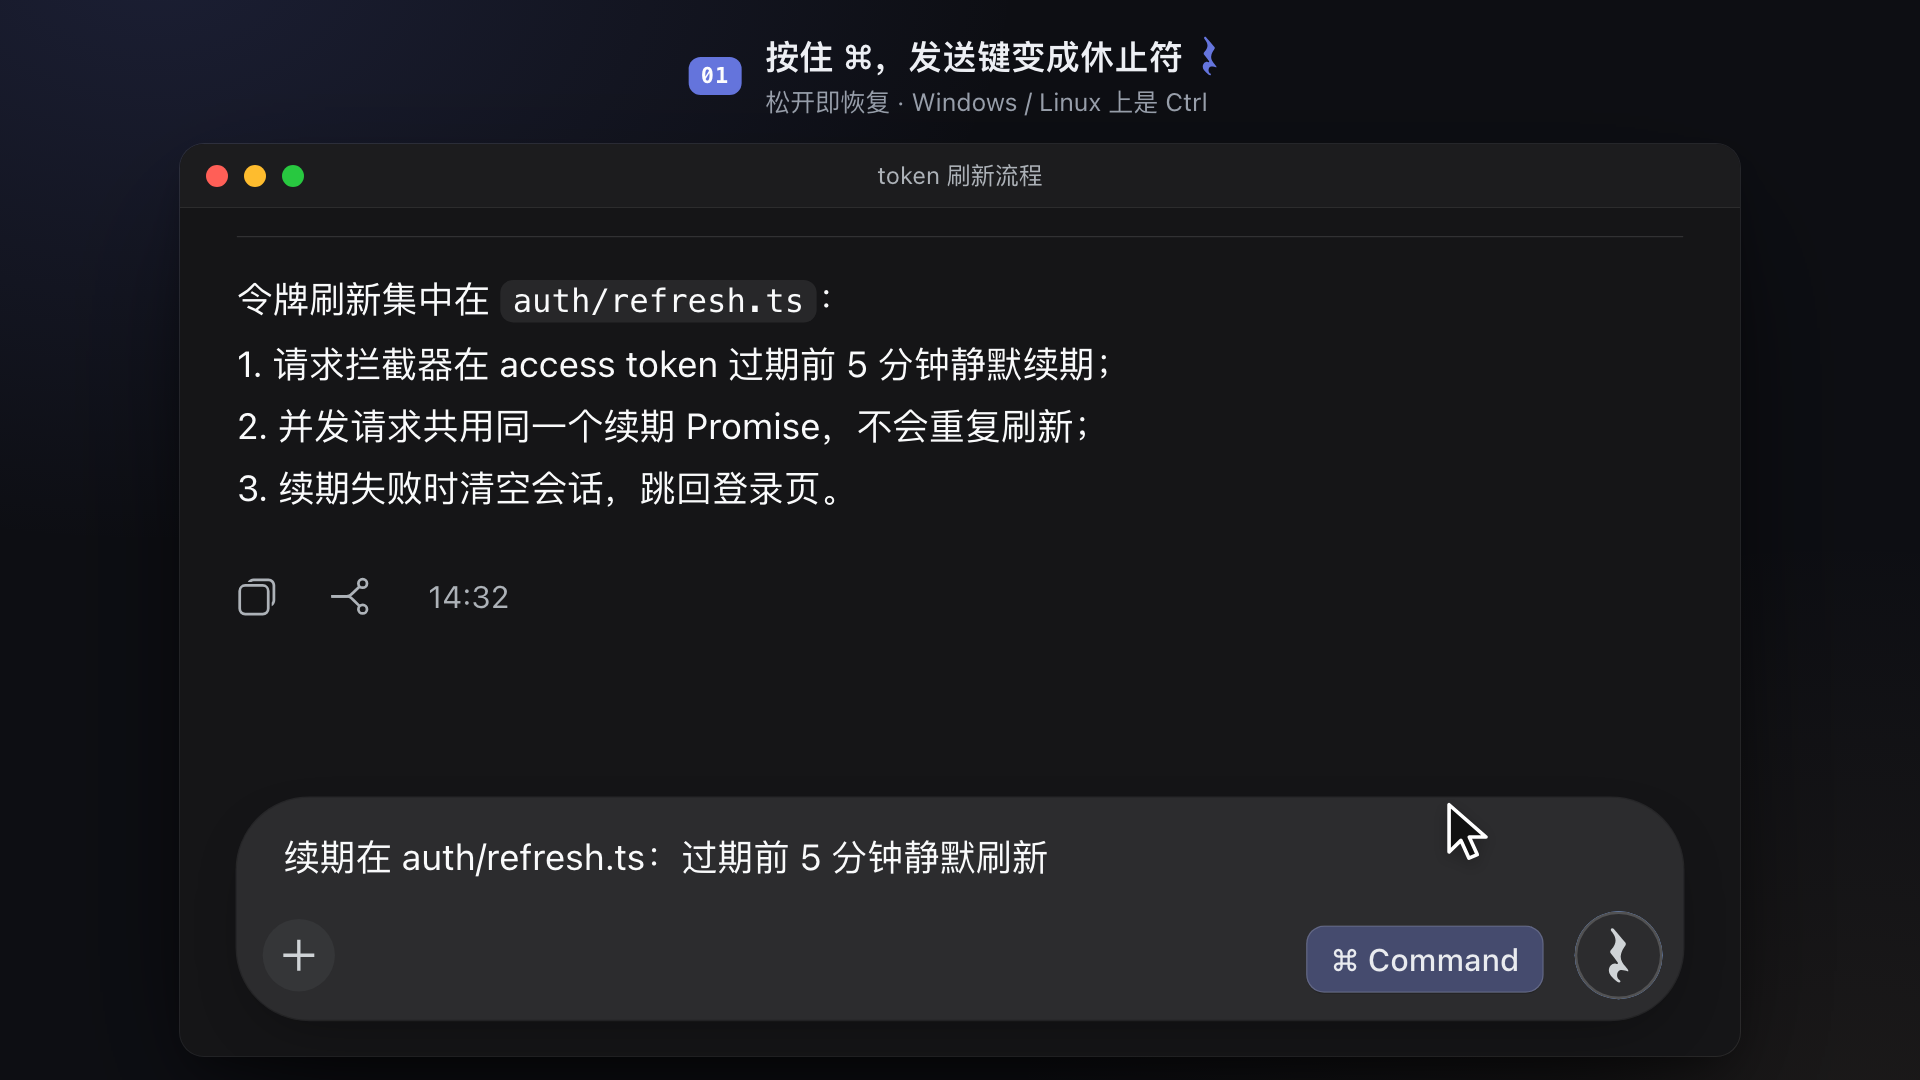 01
按住 ⌘，发送键变成休止符 𝄽
松开即恢复 · Windows / Linux 上是 Ctrl
token 刷新流程
令牌刷新集中在 auth/refresh.ts：
1. 请求拦截器在 access token 过期前 5 分钟静默续期；
2. 并发请求共用同一个续期 Promise，不会重复刷新；
3. 续期失败时清空会话，跳回登录页。
14:32
续期在 auth/refresh.ts：过期前 5 分钟静默刷新
⌘ Command